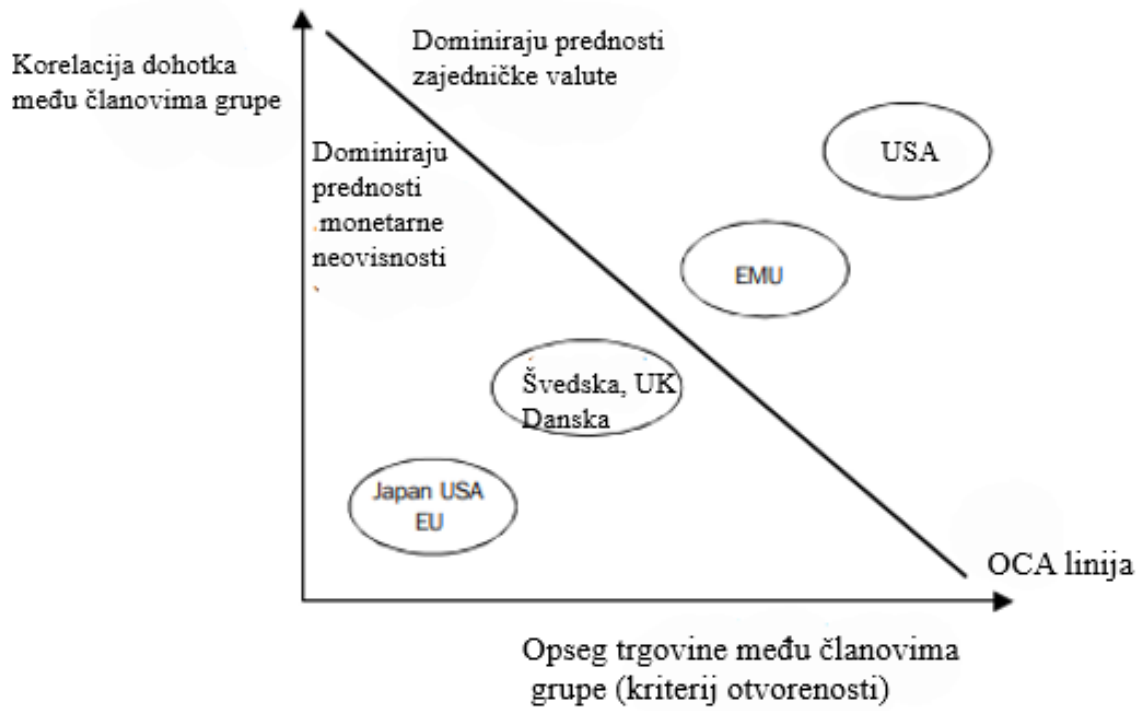 Korelacija dohotka
među članovima grupe
Dominiraju prednosti
zajedničke valute
Dominiraju
prednosti
monetarne
neovisnosti
USA
EMU
Švedska, UK
Danska
Japan USA
EU
OCA linija
Opseg trgovine među članovima
grupe (kriterij otvorenosti)